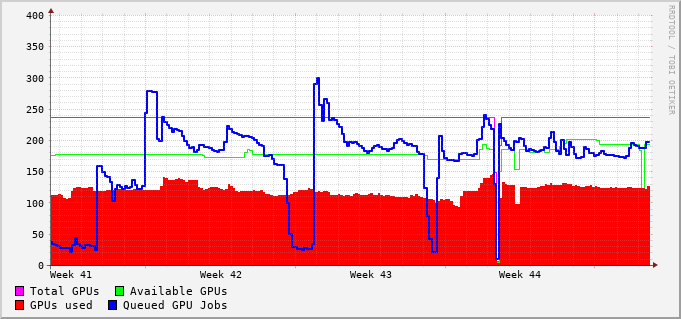 400
350
300
250
200
150
100
50
0
Week 41 Week 42 Week 43 Week 44
Total GPUs Available GPUs
GPUs used Queued GPU Jobs
RRDTOOL / TOBI OETIKER